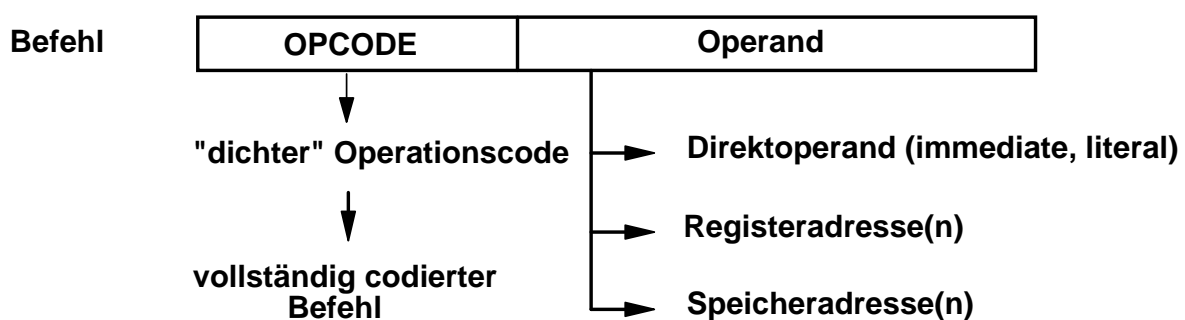 Befehl
OPCODE
Operand
"dichter" Operationscode
Direktoperand (immediate, literal)
Registeradresse(n)
vollständig codierter
Befehl
Speicheradresse(n)